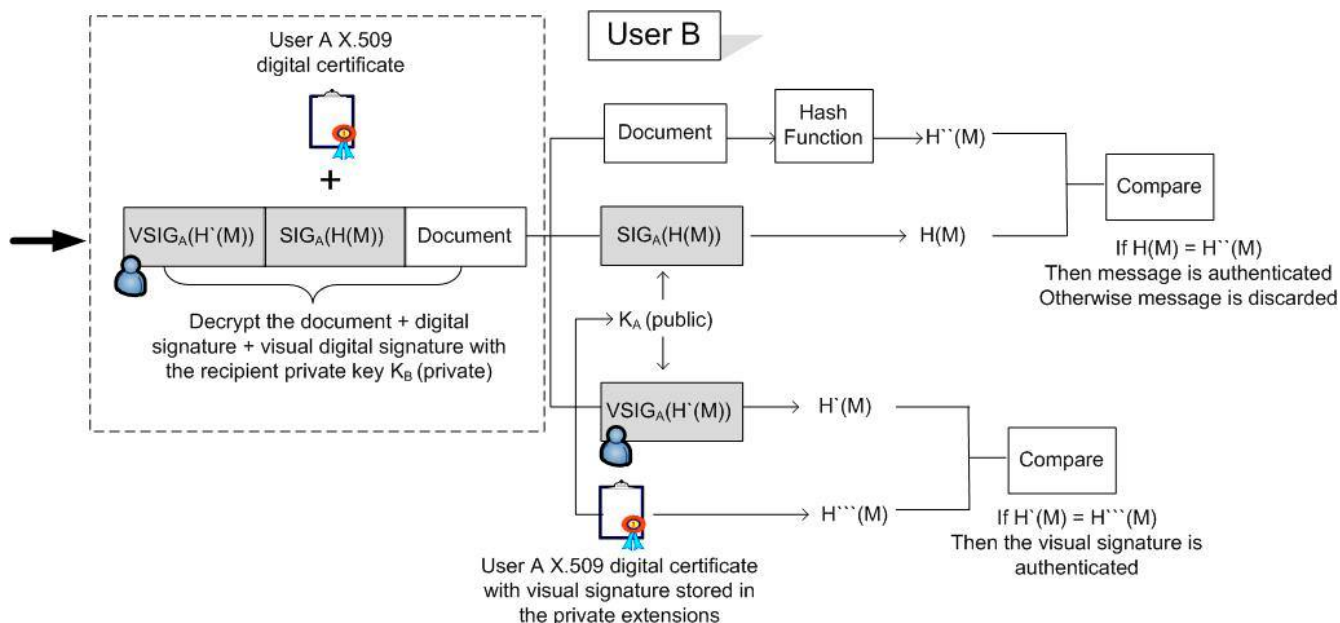 User A X.509
digital certificate
+
VSIGA(H`(M))
SIGA(H(M))
Document
Decrypt the document + digital
signature + visual digital signature with
the recipient private key KB (private)
User B
Document
Hash
Function
H``(M)
Compare
SIGA(H(M))
H(M)
If H(M) = H``(M)
Then message is authenticated
Otherwise message is discarded
KA (public)
VSIGA(H`(M))
H`(M)
Compare
H```(M)
If H`(M) = H```(M)
Then the visual signature is
authenticated
User A X.509 digital certificate
with visual signature stored in
the private extensions